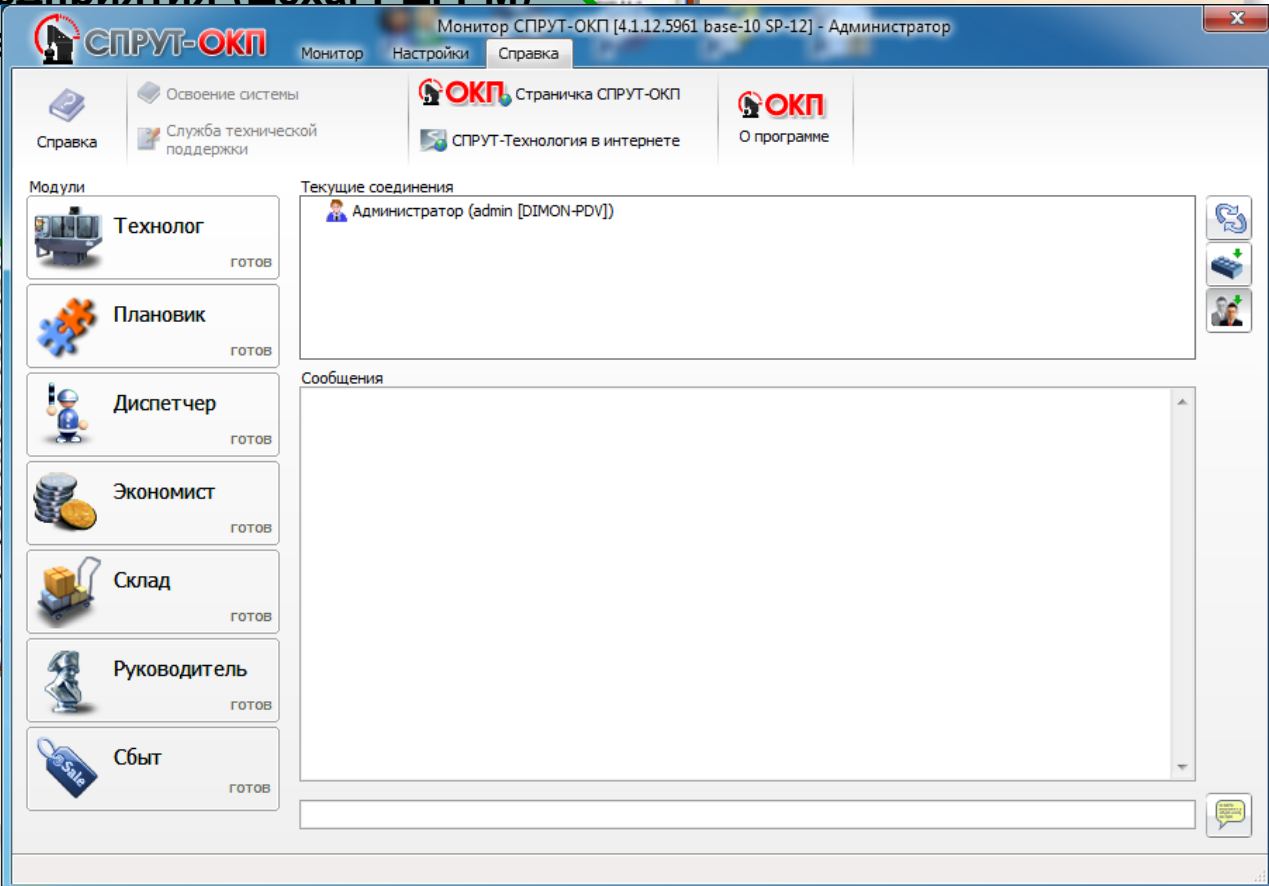 Монитор СПРУТ-ОКП [4.1.12.5961 base-10 SP-12] - Администратор
СПРУТ-ОКП
Монитор Настройки Справка
Справка
Освоение системы
Служба технической
поддержки
ОКП Страничка СПРУТ-ОКП
СПРУТ-Технология в интернете
ОКП
О программе
Модули
Технолог
готов
Плановик
готов
Диспетчер
готов
Экономист
готов
Склад
готов
Руководитель
готов
Sale
Сбыт
готов
Текущие соединения
Администратор (admin [DIMON-PDV])
Сообщения